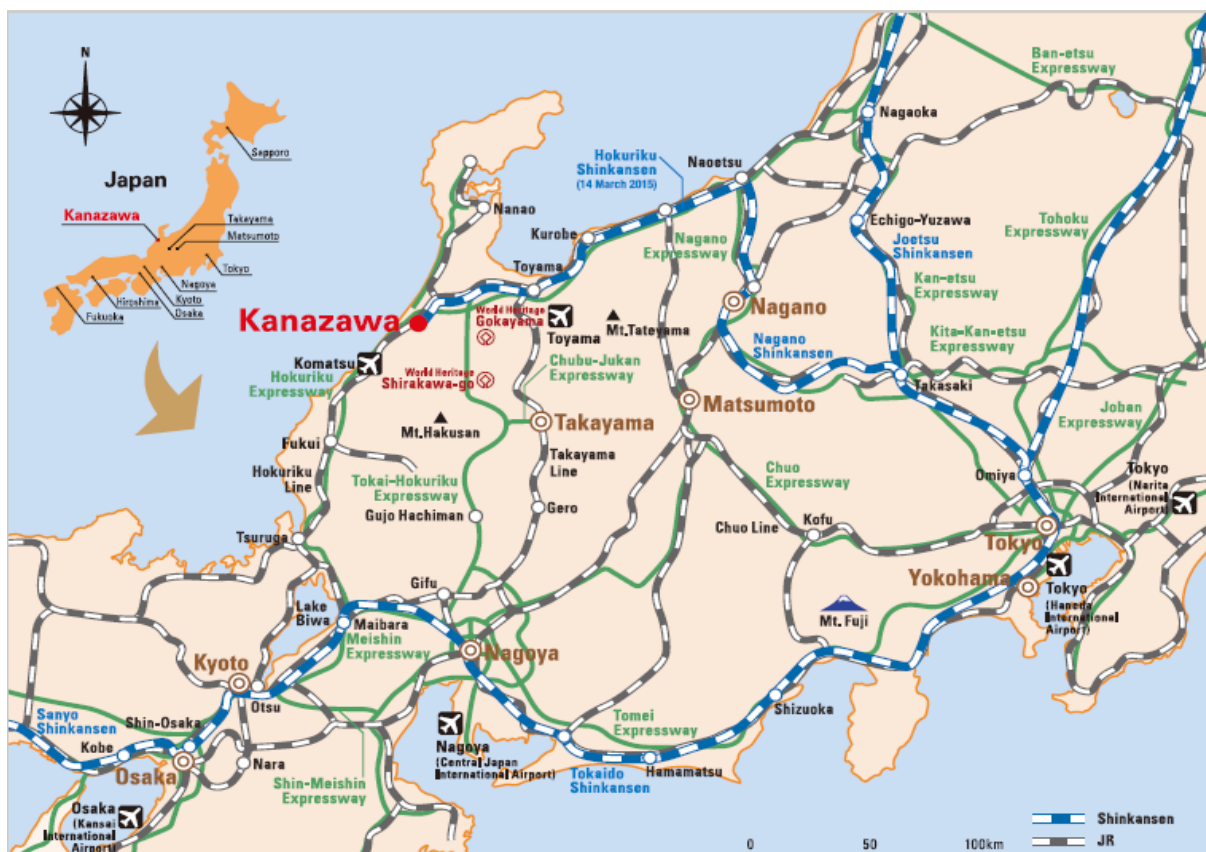 N
Sapporo
Japan
Kanazawa
Takayama
Matsumoto
Tokyo
Nagoya
Kyoto
Osaka
Hiroshima
Fukuoka
Ban-etsu
Expressway
Nagaoka
Hokuriku
Shinkansen
(14 March 2015)
Naoetsu
Nanao
Kurobe
Nagano
Expressway
Echigo-Yuzawa
Joetsu
Shinkansen
Tohoku
Expressway
Toyama
Kan-etsu
Expressway
Kanazawa
World Heritage
Gokayama
Toyama
Mt.Tateyama
Nagano
Nagano
Shinkansen
Kita-Kan-etsu
Expressway
Komatsu
Hokuriku
Expressway
World Heritage
Shirakawa-go
Chubu-Jukan
Expressway
Takasaki
Matsumoto
Joban
Expressway
Mt.Hakusan
Takayama
Fukui
Hokuriku
Line
Tokai-Hokuriku
Expressway
Takayama
Line
Chuo
Expressway
Omiya
Tokyo
(Narita
International
Airport)
Gujo Hachiman
Gero
Chuo Line
Kofu
Tsuruga
Tokyo
Yokohama
Tokyo
(Haneda
International
Airport)
Gifu
Lake
Biwa
Maibara
Meishin
Expressway
Mt. Fuji
Kyoto
Nagoya
Otsu
Shizuoka
Sanyo
Shinkansen
Shin-Osaka
Kobe
Osaka
Nara
Nagoya
(Central Japan
International Airport)
Tomei
Expressway
Tokaido
Shinkansen
Hamamatsu
Shin-Meishin
Expressway
Osaka
(Kansai
International
Airport)
0 50 100km
Shinkansen
JR